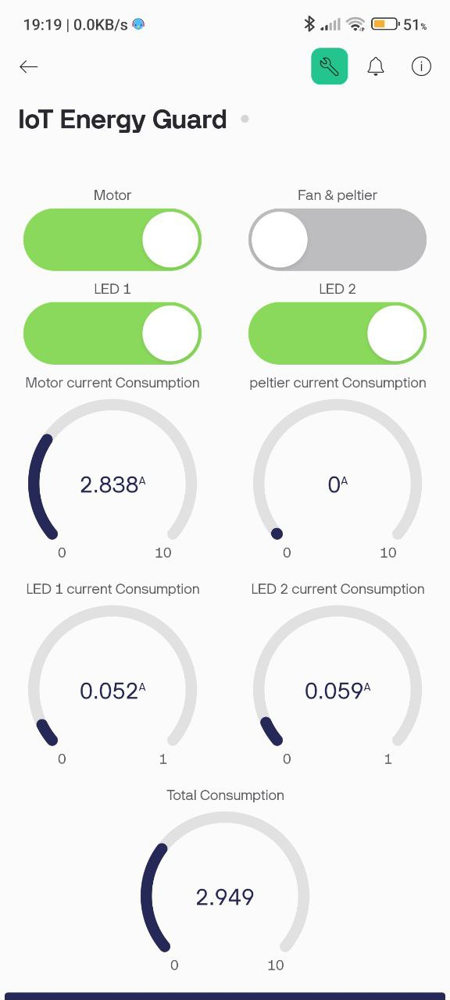 19:19 | 0.0KB/s 51%
IoT Energy Guard
Motor Fan & peltier
LED 1 LED 2
Motor current Consumption peltier current Consumption
2.838A 0A
0 10 0 10
LED 1 current Consumption LED 2 current Consumption
0.052A 0.059A
0 1 0 1
Total Consumption
2.949
0 10